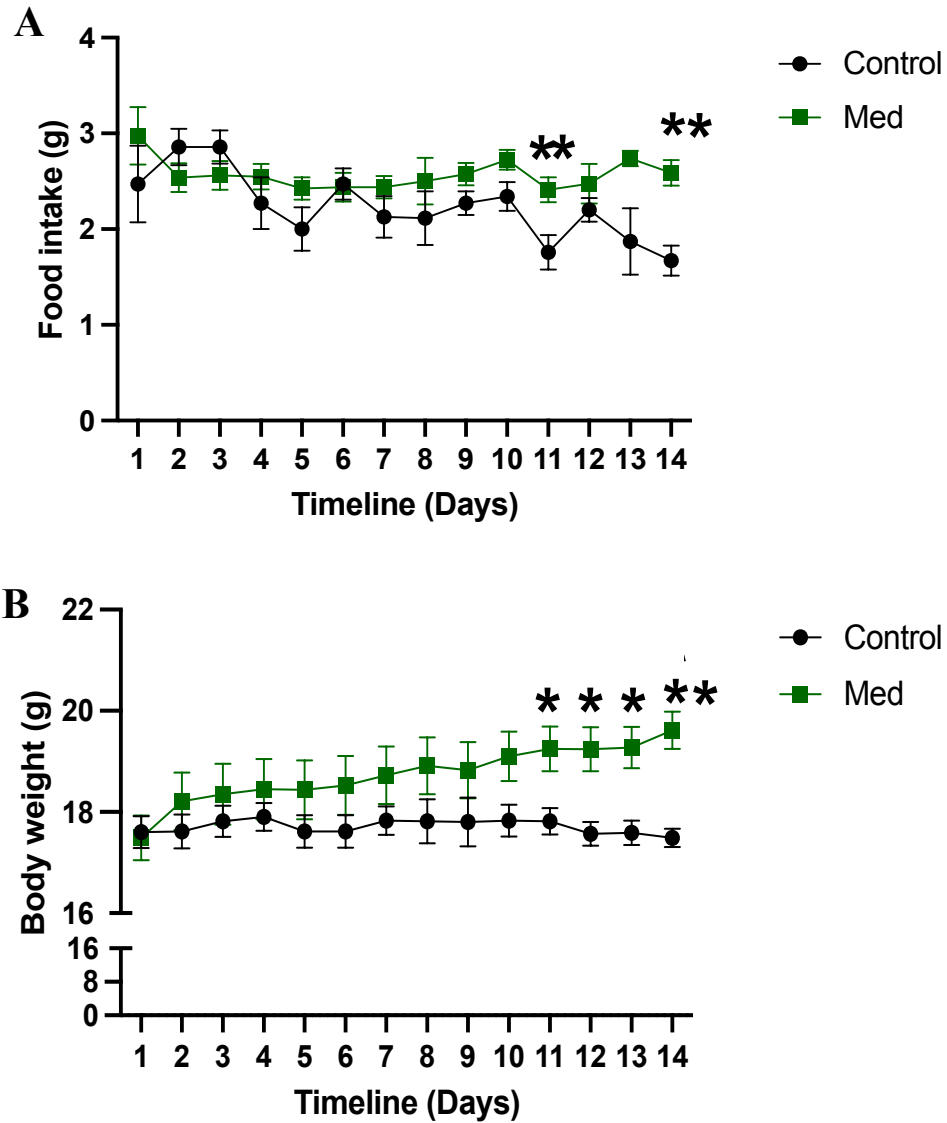 A
Control
Med
Food intake (g)
4
3
2
1
0
**
**
1 2 3 4 5 6 7 8 9 10 11 12 13 14
Timeline (Days)
B
Control
Med
Body weight (g)
22
20
18
16
16
8
0
* * * **
1 2 3 4 5 6 7 8 9 10 11 12 13 14
Timeline (Days)